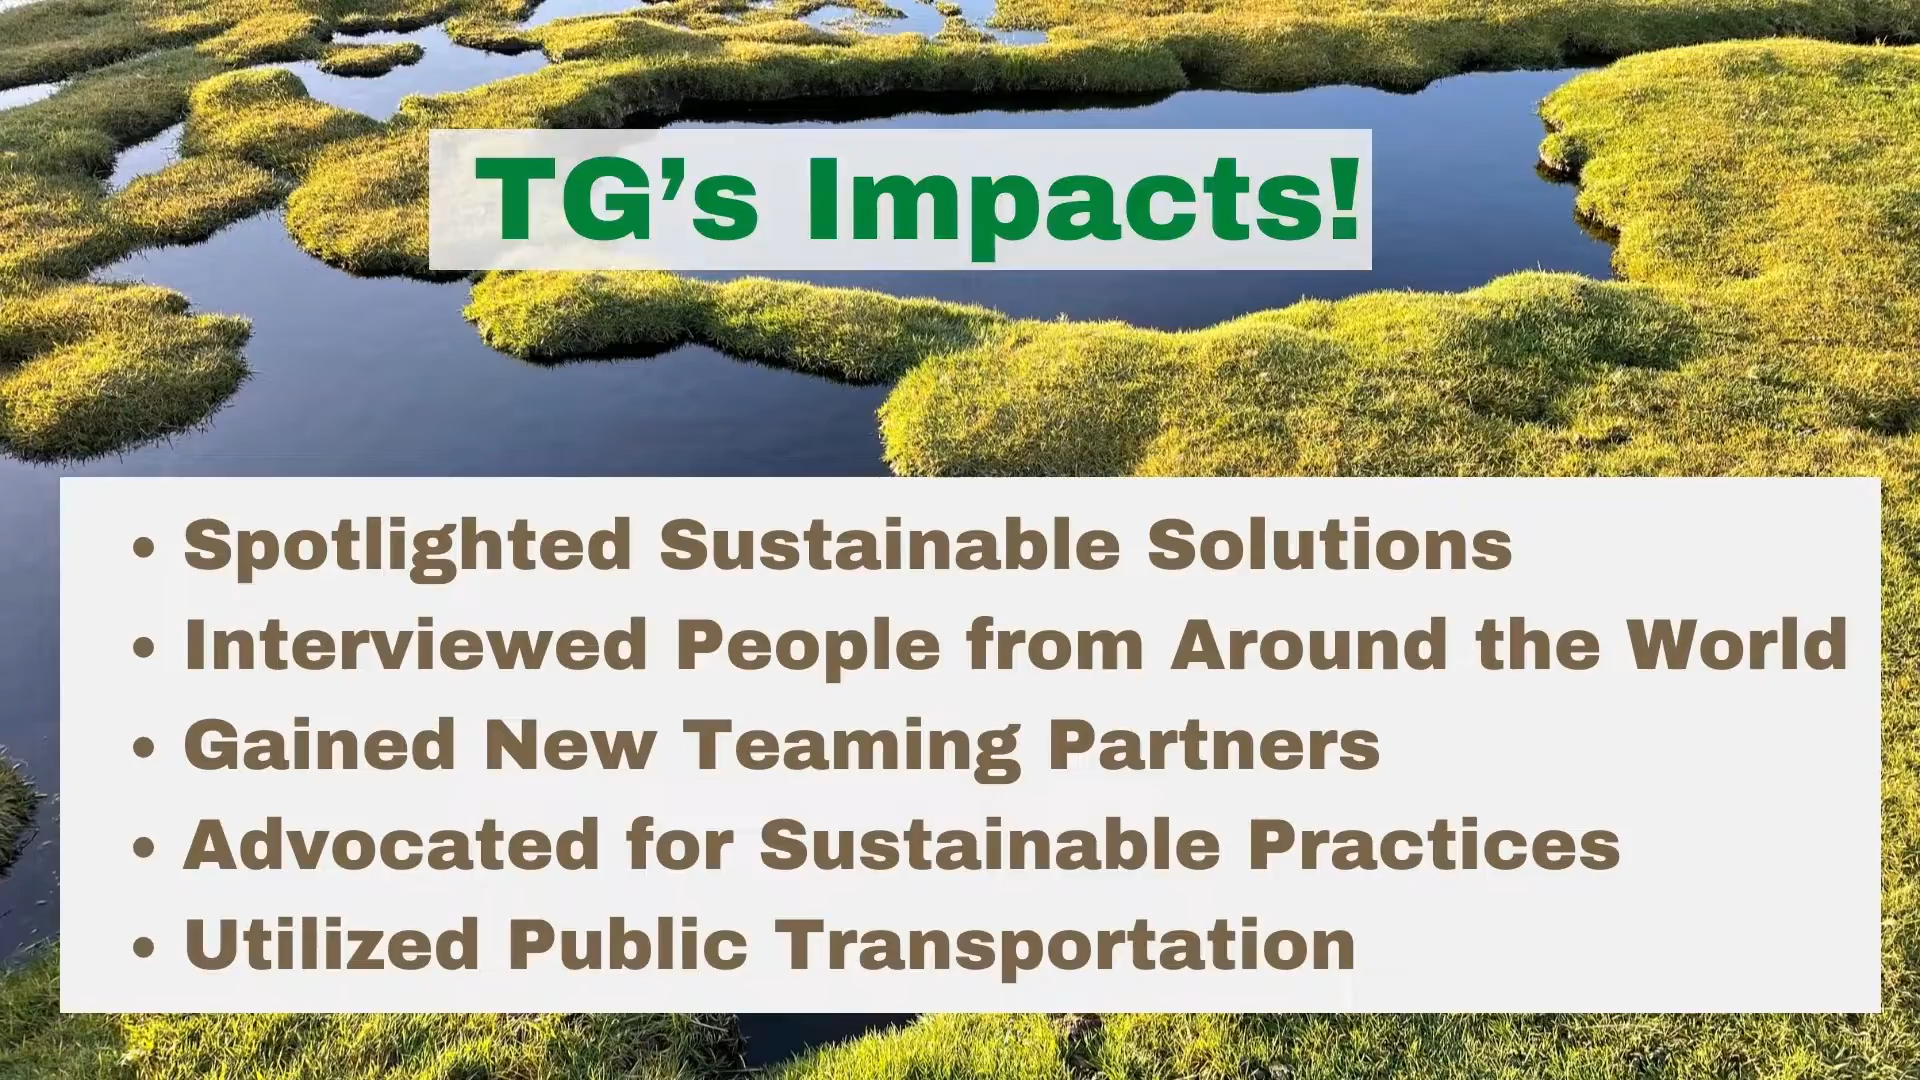 TG’s Impacts!
• Spotlighted Sustainable Solutions
• Interviewed People from Around the World
• Gained New Teaming Partners
• Advocated for Sustainable Practices
• Utilized Public Transportation